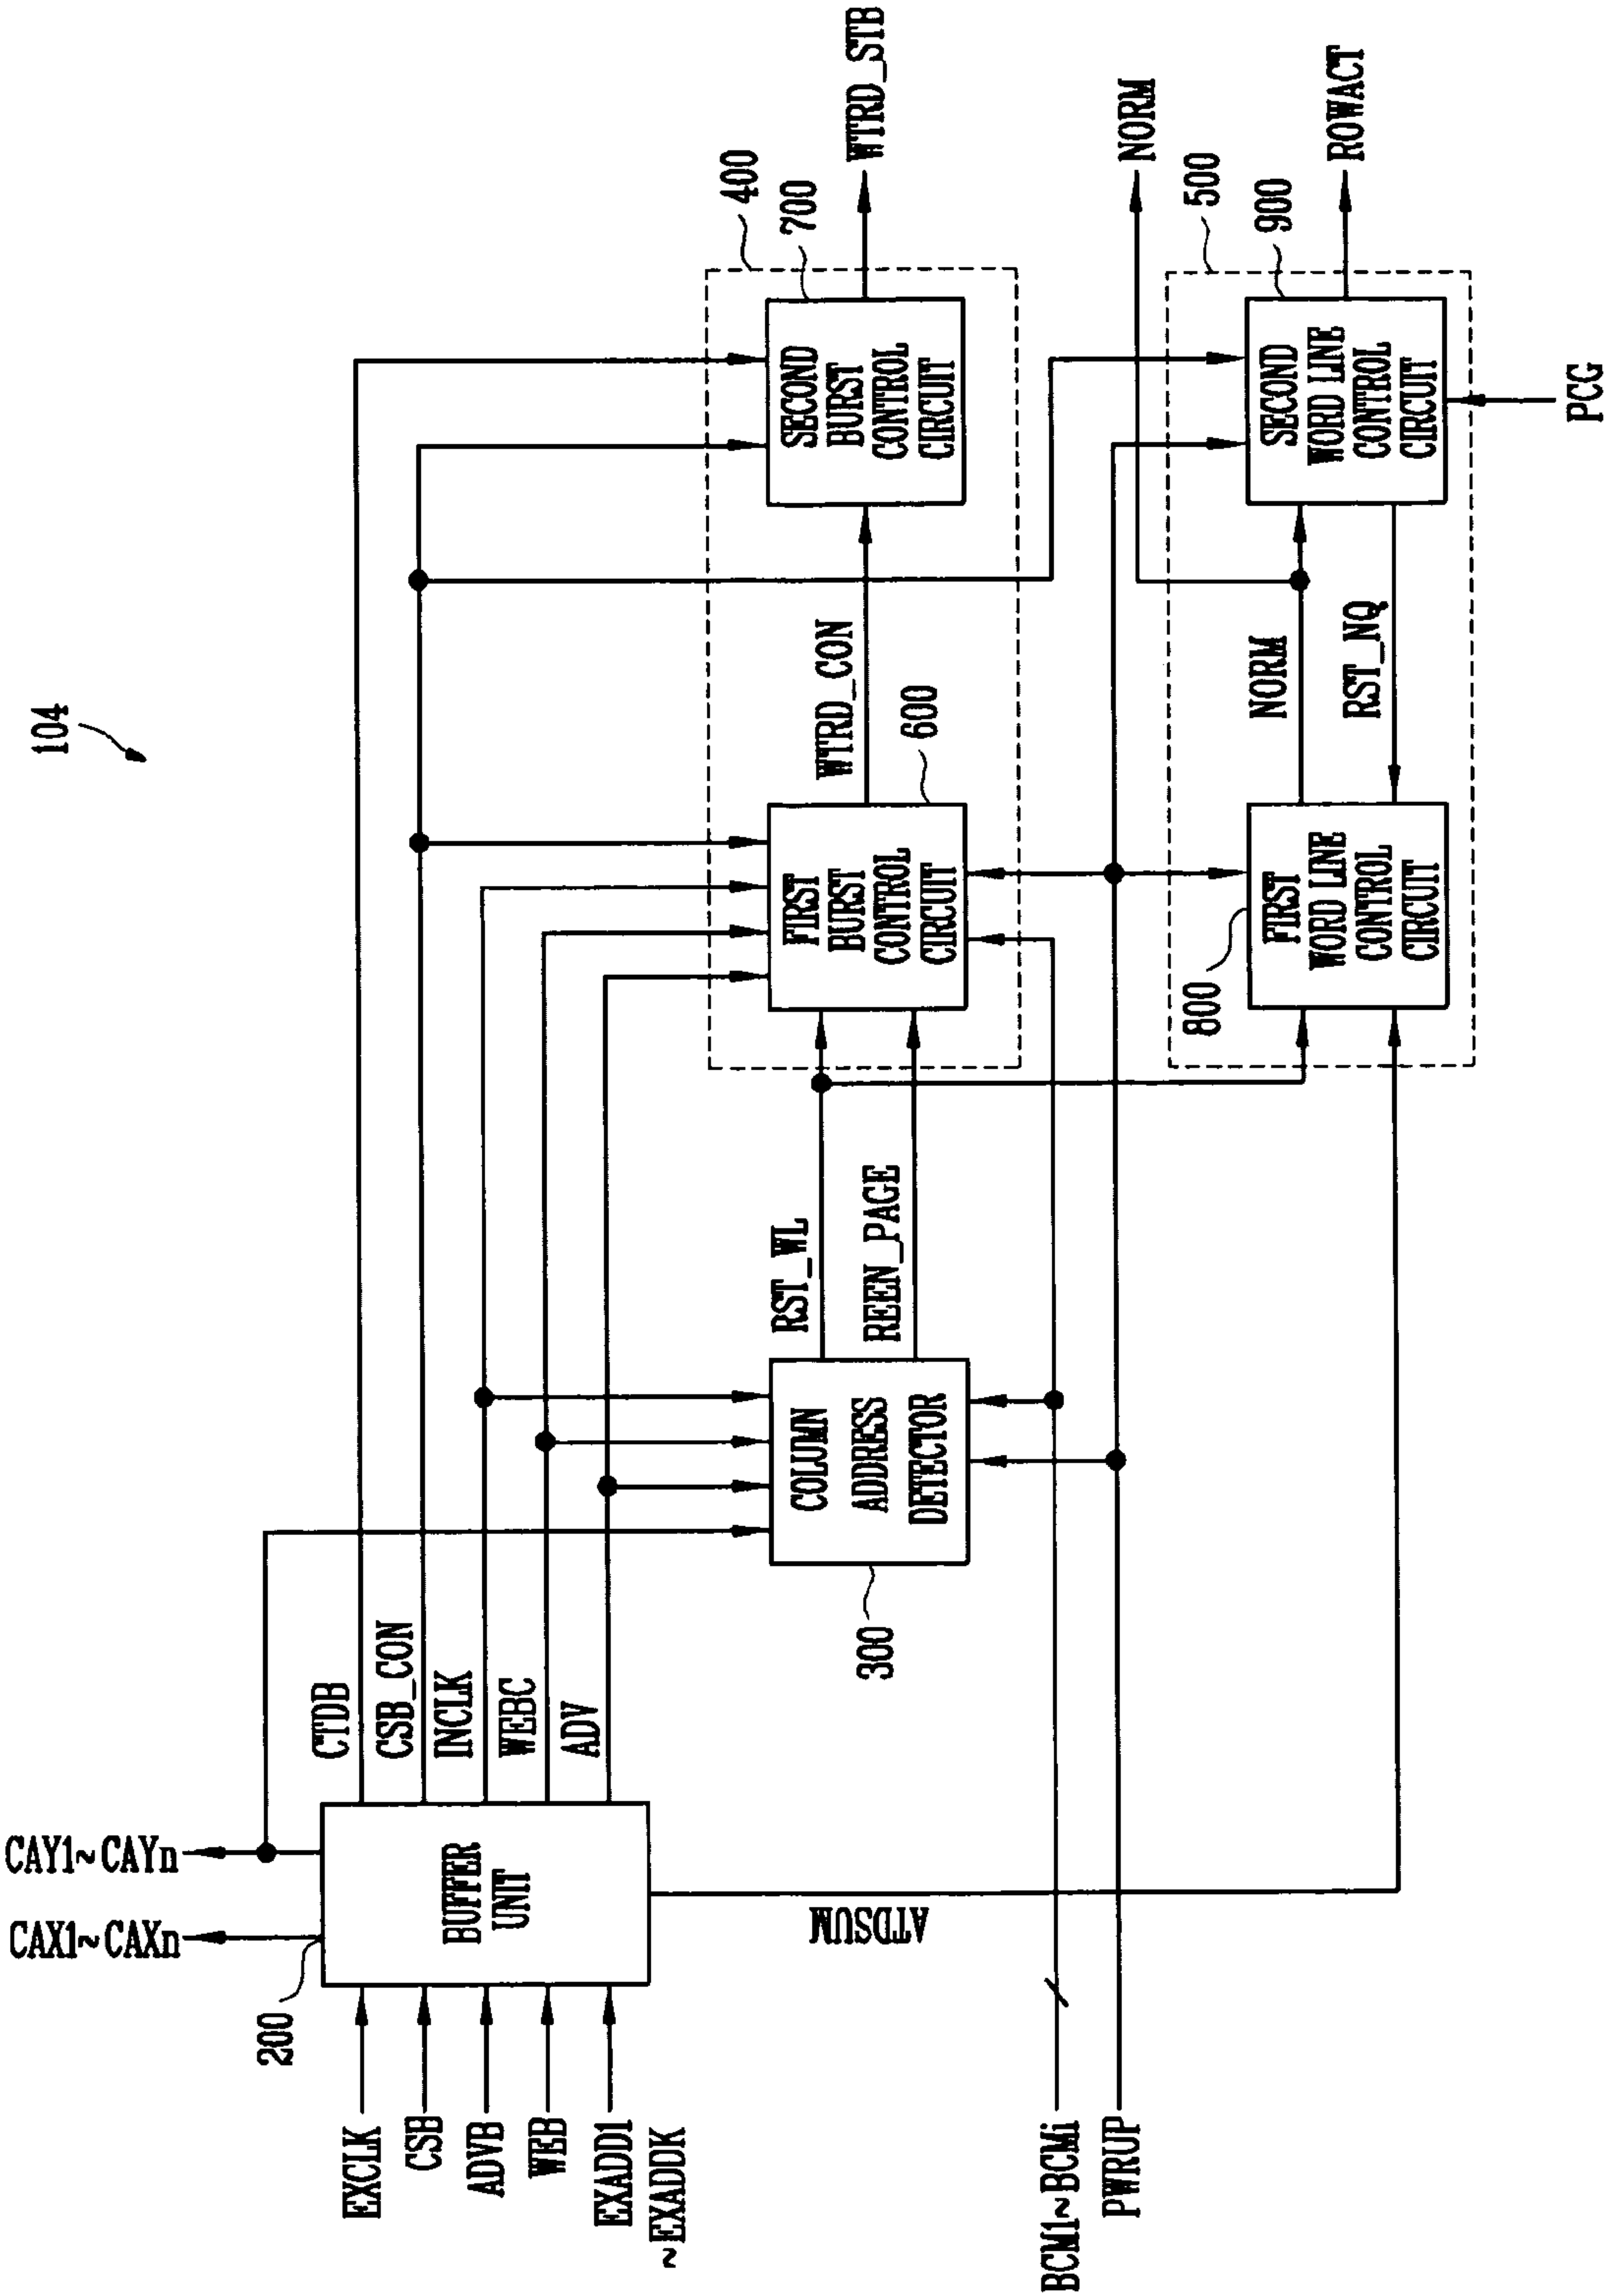 104
CAX1~CAXn
CAY1~CAYn
200
BUFFER
UNIT
EXCLK
CSB
ADVB
WEB
EXADD1
~EXADDK
CTDB
CSB_CON
INCLK
WEBC
ADV
ATDSUM
BCM1~BCMi
PWRUP
300
COLUMN
ADDRESS
DETECTOR
RST_WL
REEN_PAGE
400
600
FIRST
BURST
CONTROL
CIRCUIT
WTRD_CON
700
SECOND
BURST
CONTROL
CIRCUIT
WTRD_STB
500
800
FIRST
WORD LINE
CONTROL
CIRCUIT
NORM
RST_NQ
900
SECOND
WORD LINE
CONTROL
CIRCUIT
NORM
ROWACT
PCG